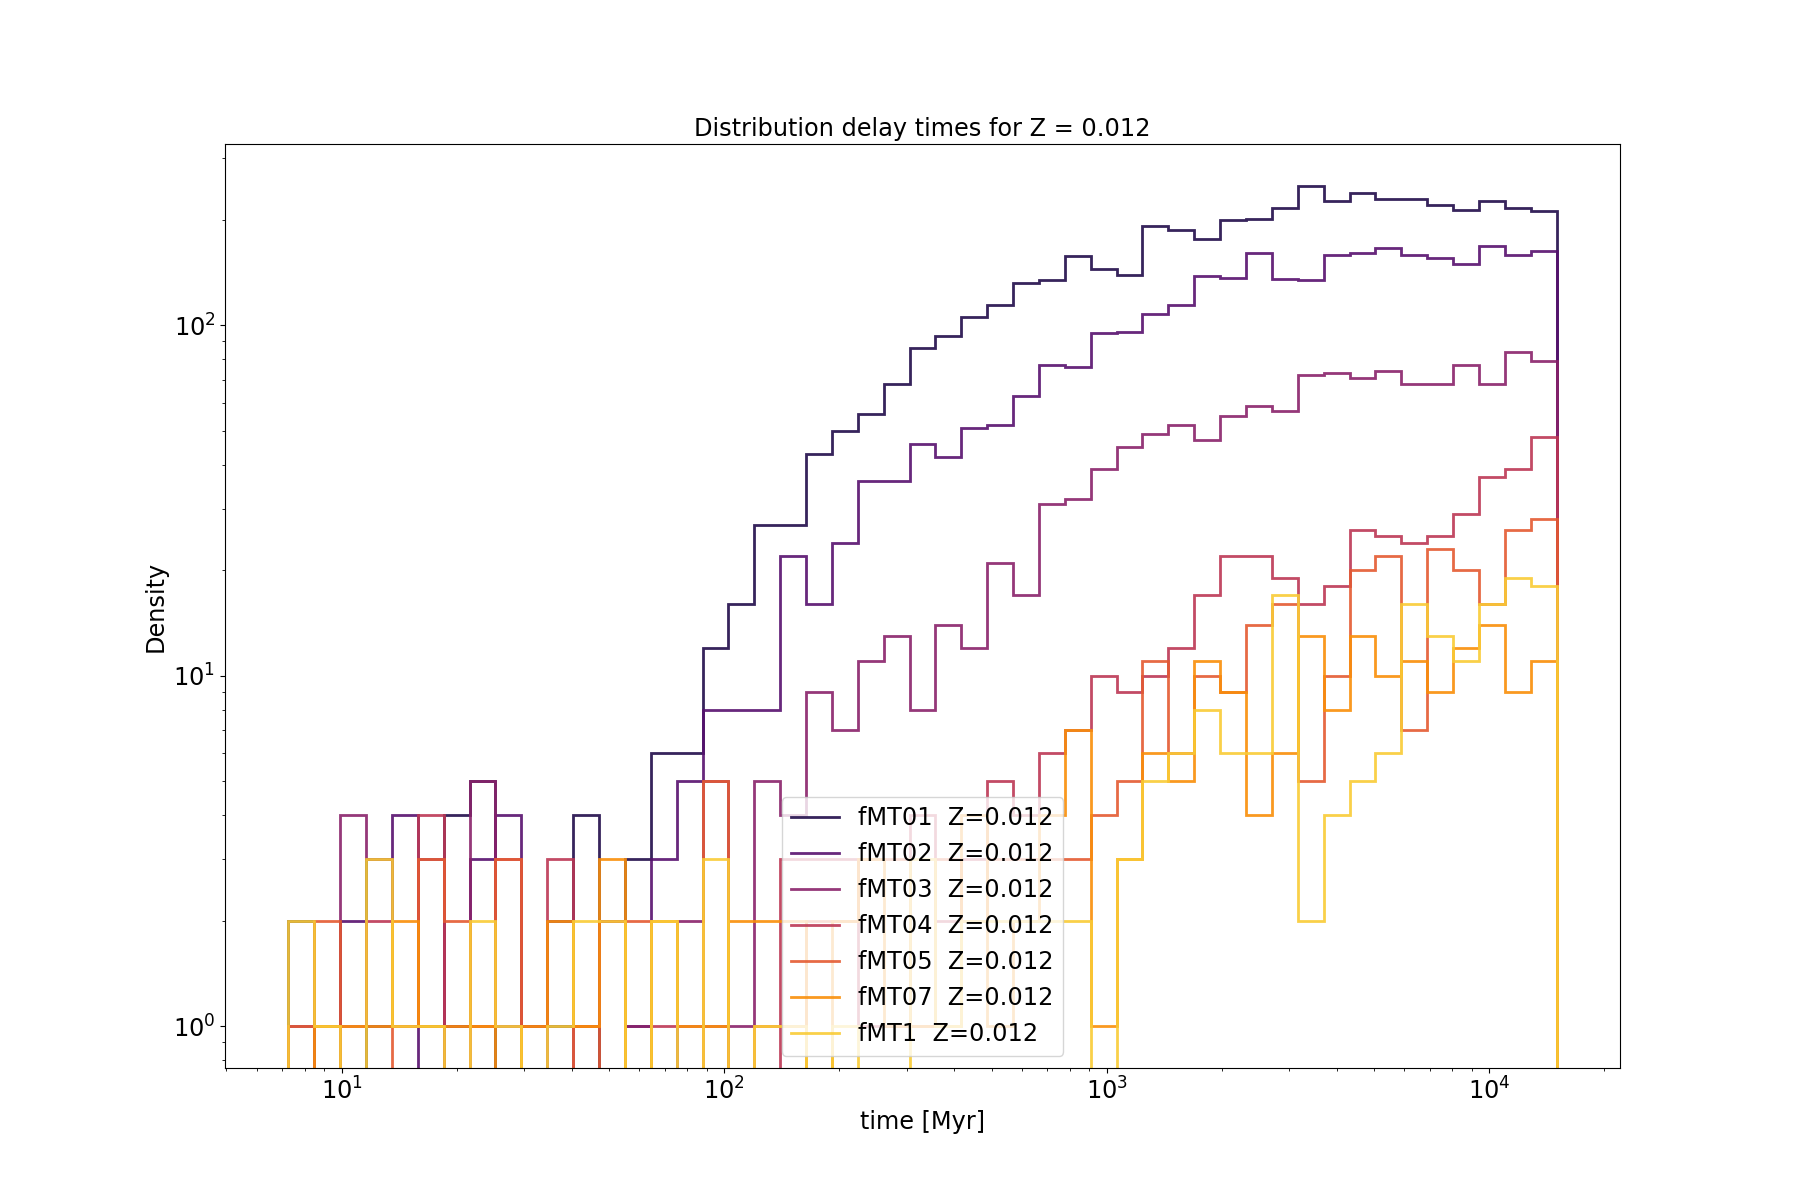 Distribution delay times for Z = 0.012
Density
10²
10¹
10⁰
fMT01 Z=0.012
fMT02 Z=0.012
fMT03 Z=0.012
fMT04 Z=0.012
fMT05 Z=0.012
fMT07 Z=0.012
fMT1 Z=0.012
10¹ 10² 10³ 10⁴
time [Myr]